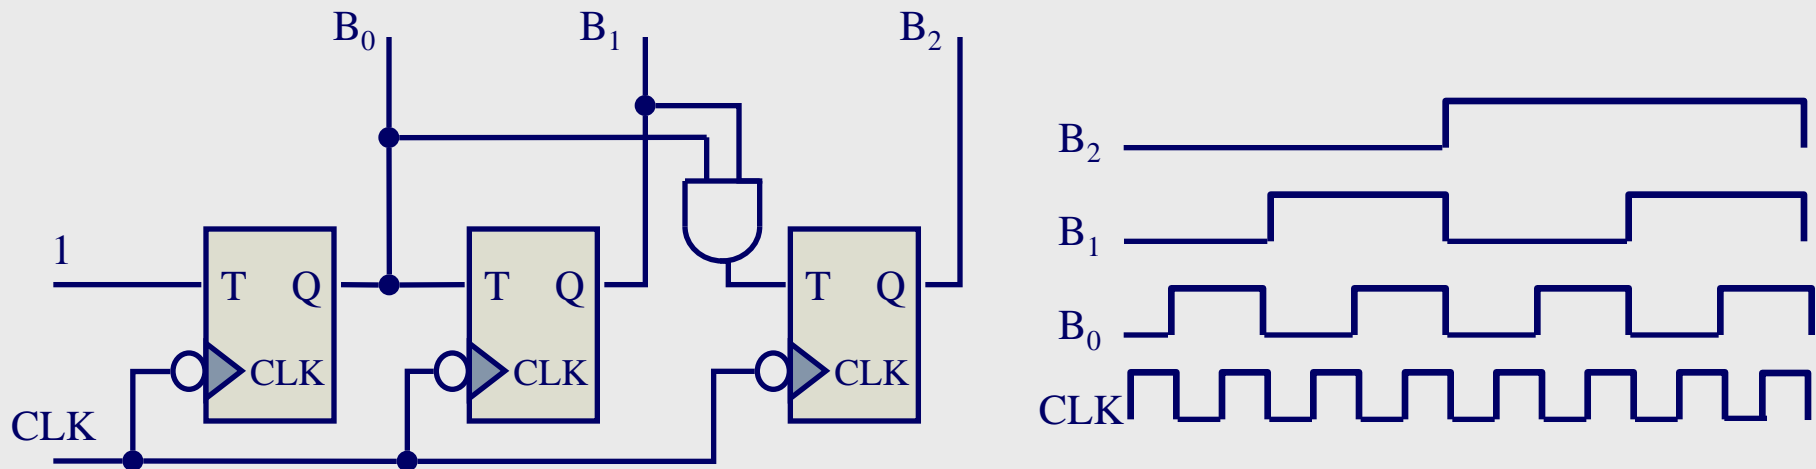 B₀ B₁ B₂
1
T Q T Q T Q
CLK CLK CLK
CLK
B₂
B₁
B₀
CLK